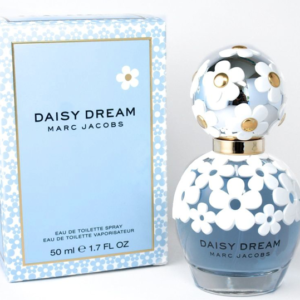 DAISY DREAM
MARC JACOBS
EAU DE TOILETTE SPRAY
EAU DE TOILETTE VAPORISATEUR
50 ml ℮ 1.7 FL OZ
DAISY DREAM
MARC JACOBS